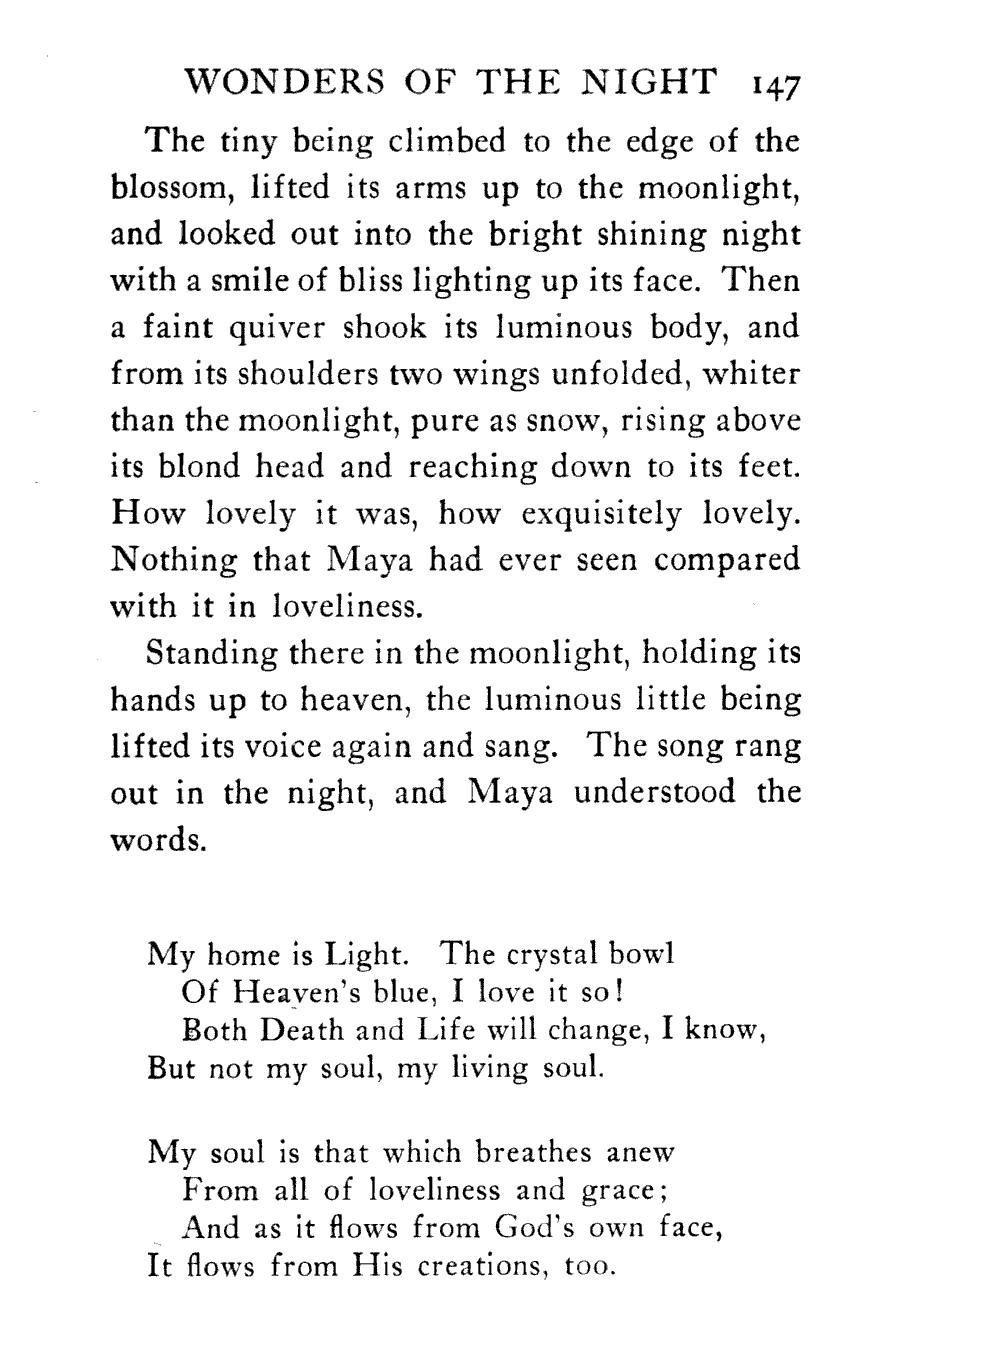 WONDERS OF THE NIGHT 147
The tiny being climbed to the edge of the
blossom, lifted its arms up to the moonlight,
and looked out into the bright shining night
with a smile of bliss lighting up its face. Then
a faint quiver shook its luminous body, and
from its shoulders two wings unfolded, whiter
than the moonlight, pure as snow, rising above
its blond head and reaching down to its feet.
How lovely it was, how exquisitely lovely.
Nothing that Maya had ever seen compared
with it in loveliness.
Standing there in the moonlight, holding its
hands up to heaven, the luminous little being
lifted its voice again and sang. The song rang
out in the night, and Maya understood the
words.
My home is Light. The crystal bowl
Of Heaven's blue, I love it so!
Both Death and Life will change, I know,
But not my soul, my living soul.
My soul is that which breathes anew
From all of loveliness and grace;
And as it flows from God's own face,
It flows from His creations, too.